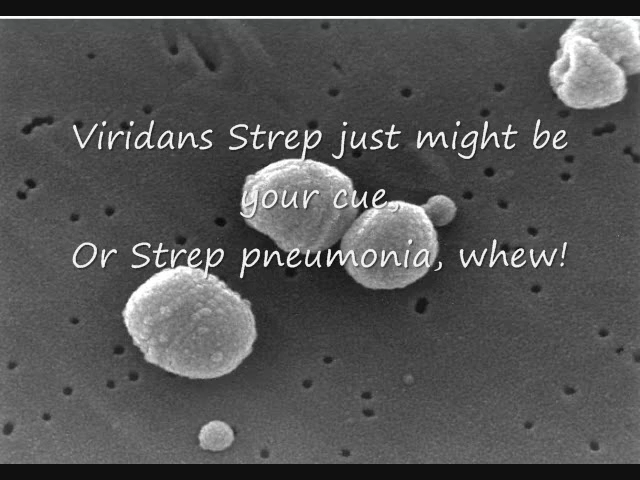 Viridans Strep just might be
your cue,
Or Strep pneumonia, whew!